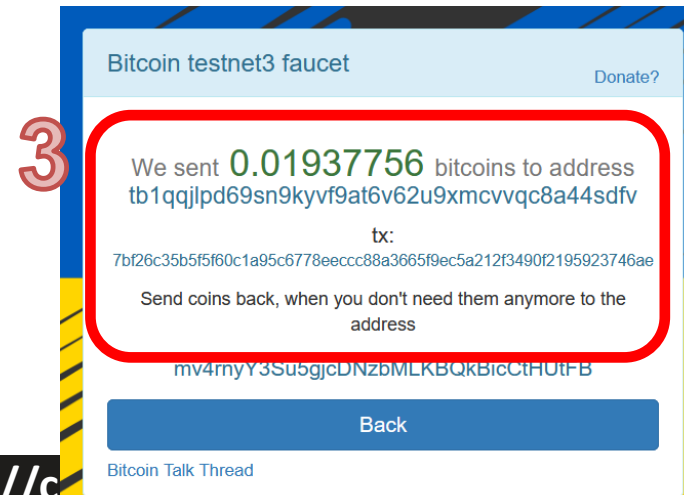 Bitcoin testnet3 faucet
Donate?
3
We sent 0.01937756 bitcoins to address
tb1qqjlpd69sn9kyvf9at6v62u9xmcvvqc8a44sdfv
tx:
7bf26c35b5f5f60c1a95c6778eeccc88a3665f9ec5a212f3490f2195923746ae
Send coins back, when you don't need them anymore to the
address
mv4rnyY3Su5gjcDNzbMLKBQkBicCtHUtFB
Back
Bitcoin Talk Thread
//c